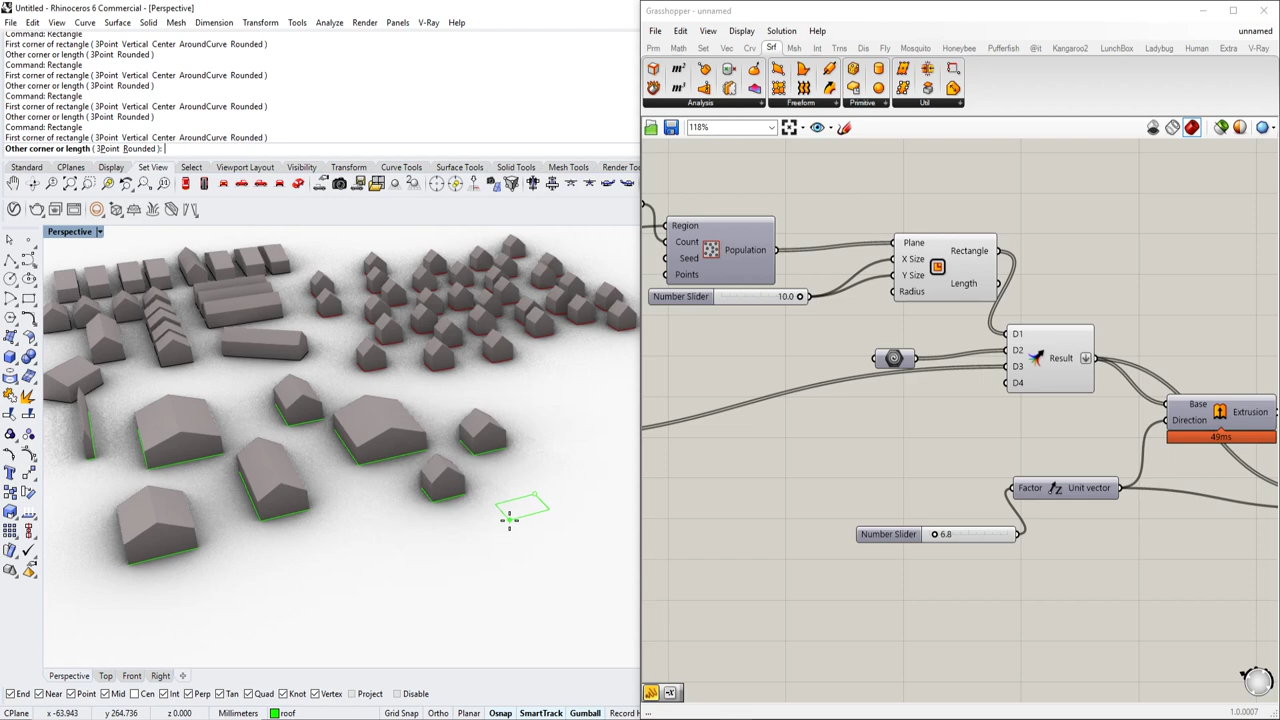 Untitled - Rhinoceros 6 Commercial - [Perspective]
File Edit View Curve Surface Solid Mesh Dimension Transform Tools Analyze Render Panels V-Ray Help
Command: Rectangle
First corner of rectangle ( 3Point Vertical Center AroundCurve Rounded )
Other corner or length ( 3Point Rounded )
Command: Rectangle
First corner of rectangle ( 3Point Vertical Center AroundCurve Rounded )
Other corner or length ( 3Point Rounded )
Command: Rectangle
First corner of rectangle ( 3Point Vertical Center AroundCurve Rounded )
Other corner or length ( 3Point Rounded )
Command: Rectangle
First corner of rectangle ( 3Point Vertical Center AroundCurve Rounded )
Other corner or length ( 3Point Rounded ):
Standard CPlanes Display Set View Select Viewport Layout Visibility Transform Curve Tools Surface Tools Solid Tools Mesh Tools Render To
Perspective
Perspective Top Front Right
End Near Point Mid Cen Int Perp Tan Quad Knot Vertex Project Disable
CPlane x -63.943 y 264.736 z 0.000 Millimeters roof Grid Snap Ortho Planar Osnap SmartTrack Gumball Record H
Grasshopper - unnamed
File Edit View Display Solution Help unnamed
Prm Math Set Vec Crv Srf Msh Int Trns Dis Fly Mosquito Honeybee Pufferfish @it Kangaroo2 LunchBox Ladybug Human Extra V-Ray
m²
m³
Analysis Freeform Primitive Util
118%
Region
Count
Seed
Points
Population
Number Slider 10.0
Plane
X Size
Y Size
Radius
Rectangle
Length
D1
D2
D3
D4
Result
Base
Direction
Extrusion
49ms
Factor Unit vector
Number Slider 6.8
...
1.0.0007